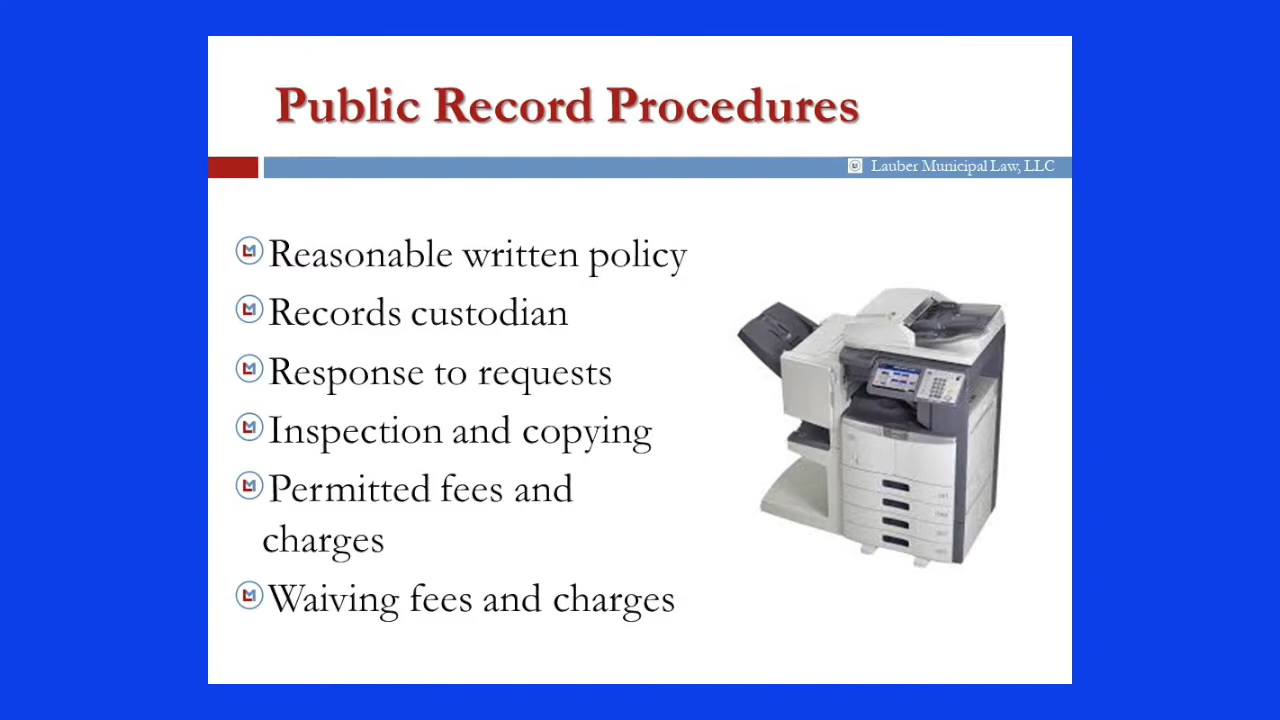 Public Record Procedures
Lauber Municipal Law, LLC
Reasonable written policy
Records custodian
Response to requests
Inspection and copying
Permitted fees and
charges
Waiving fees and charges